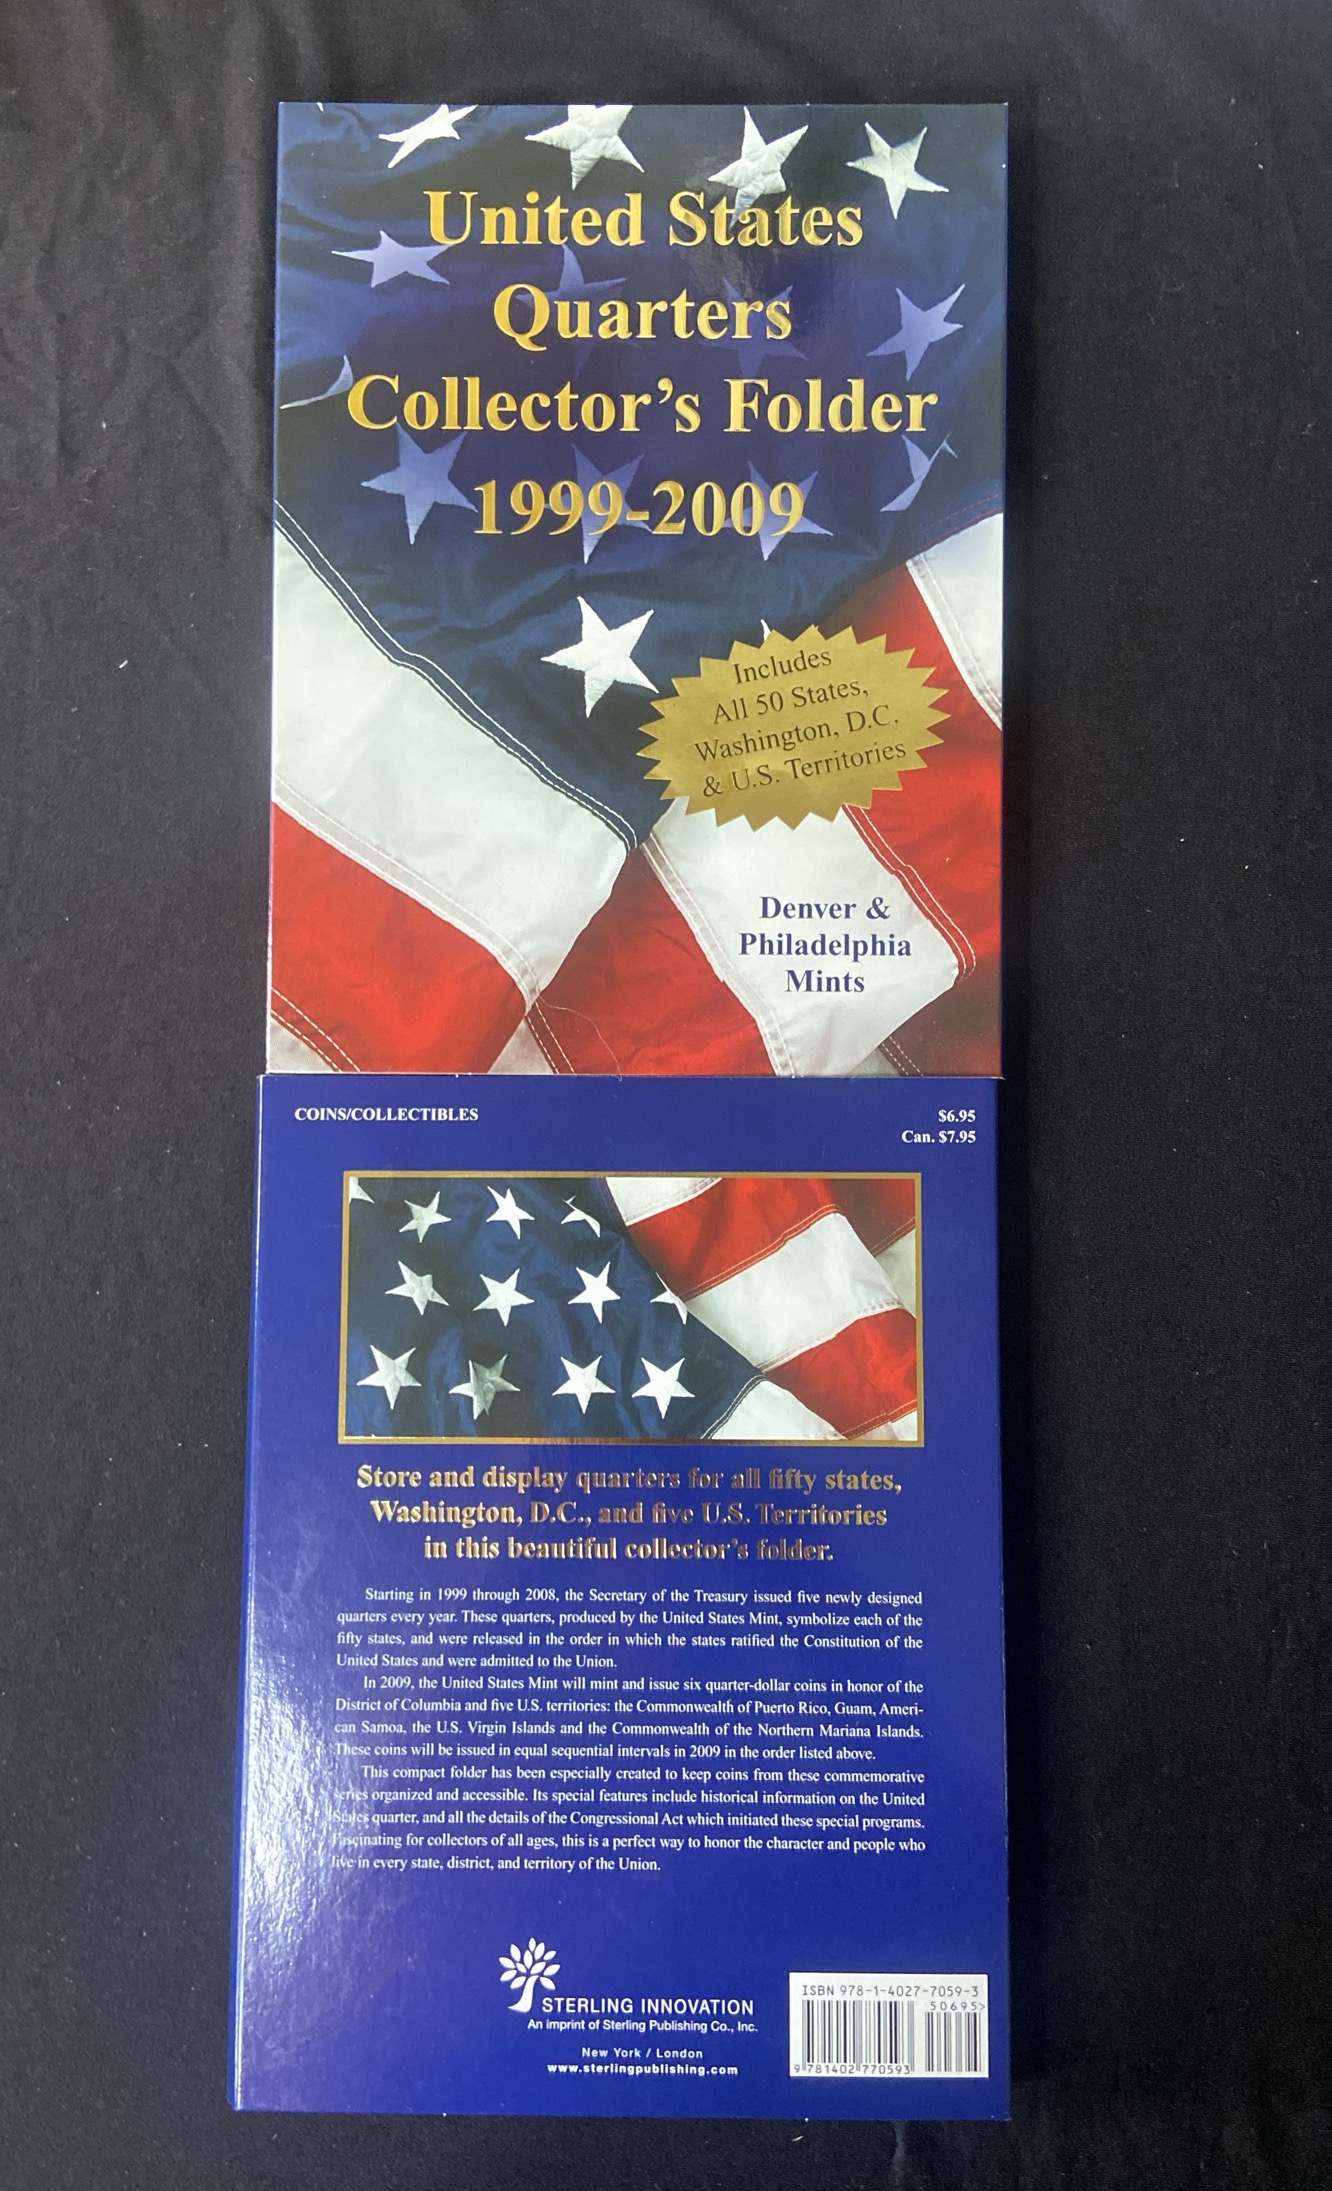 United States
Quarters
Collector's Folder
1999-2009
Includes
All 50 States,
Washington, D.C.
& U.S. Territories
Denver &
Philadelphia
Mints
COINS/COLLECTIBLES
$6.95
Can. $7.95
Store and display quarters for all fifty states,
Washington, D.C., and five U.S. Territories
in this beautiful collector's folder.
Starting in 1999 through 2008, the Secretary of the Treasury issued five newly designed
quarters every year. These quarters, produced by the United States Mint, symbolize each of the
fifty states, and were released in the order in which the states ratified the Constitution of the
United States and were admitted to the Union.
In 2009, the United States Mint will mint and issue six quarter-dollar coins in honor of the
District of Columbia and five U.S. territories: the Commonwealth of Puerto Rico, Guam, Ameri-
can Samoa, the U.S. Virgin Islands and the Commonwealth of the Northern Mariana Islands.
These coins will be issued in equal sequential intervals in 2009 in the order listed above.
This compact folder has been especially created to keep coins from these commemorative
series organized and accessible. Its special features include historical information on the United
States quarter, and all the details of the Congressional Act which initiated these special programs.
Fascinating for collectors of all ages, this is a perfect way to honor the character and people who
live in every state, district, and territory of the Union.
STERLING INNOVATION
An imprint of Sterling Publishing Co., Inc.
New York / London
www.sterlingpublishing.com
ISBN 978-1-4027-7059-3
50695>
9 781402 770593